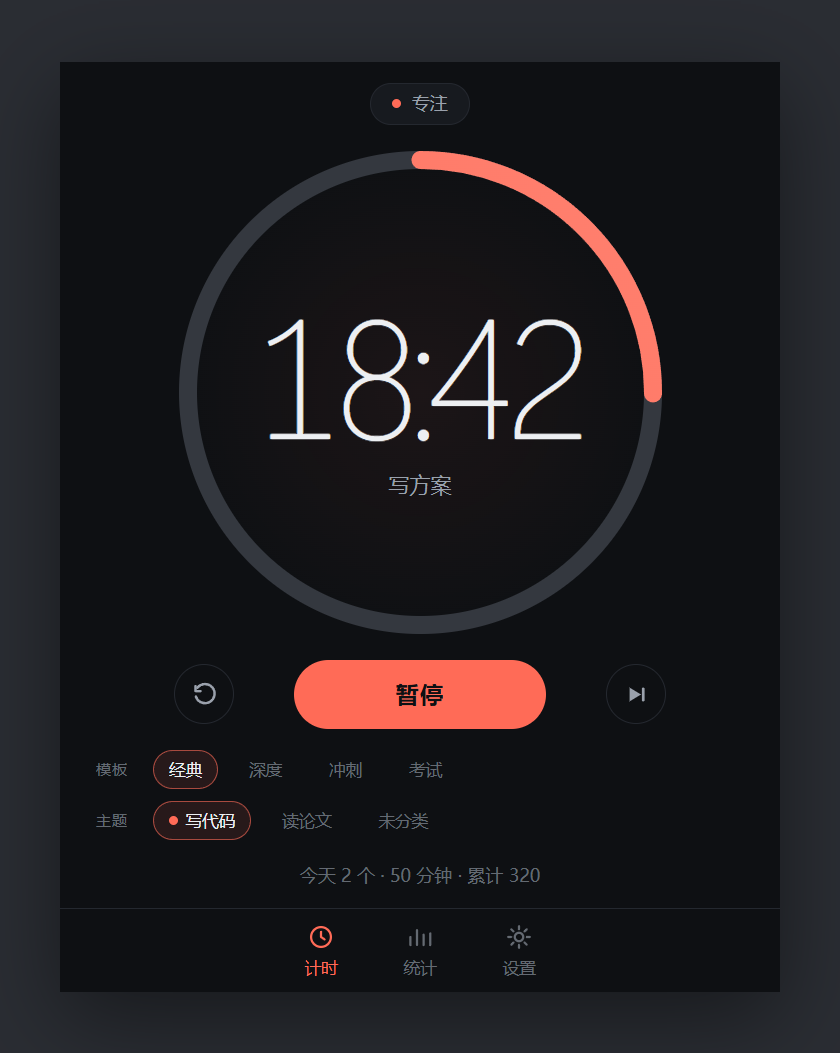 专注
18:42
写方案
暂停
模板 经典 深度 冲刺 考试
主题 写代码 读论文 未分类
今天 2 个 · 50 分钟 · 累计 320
计时 统计 设置